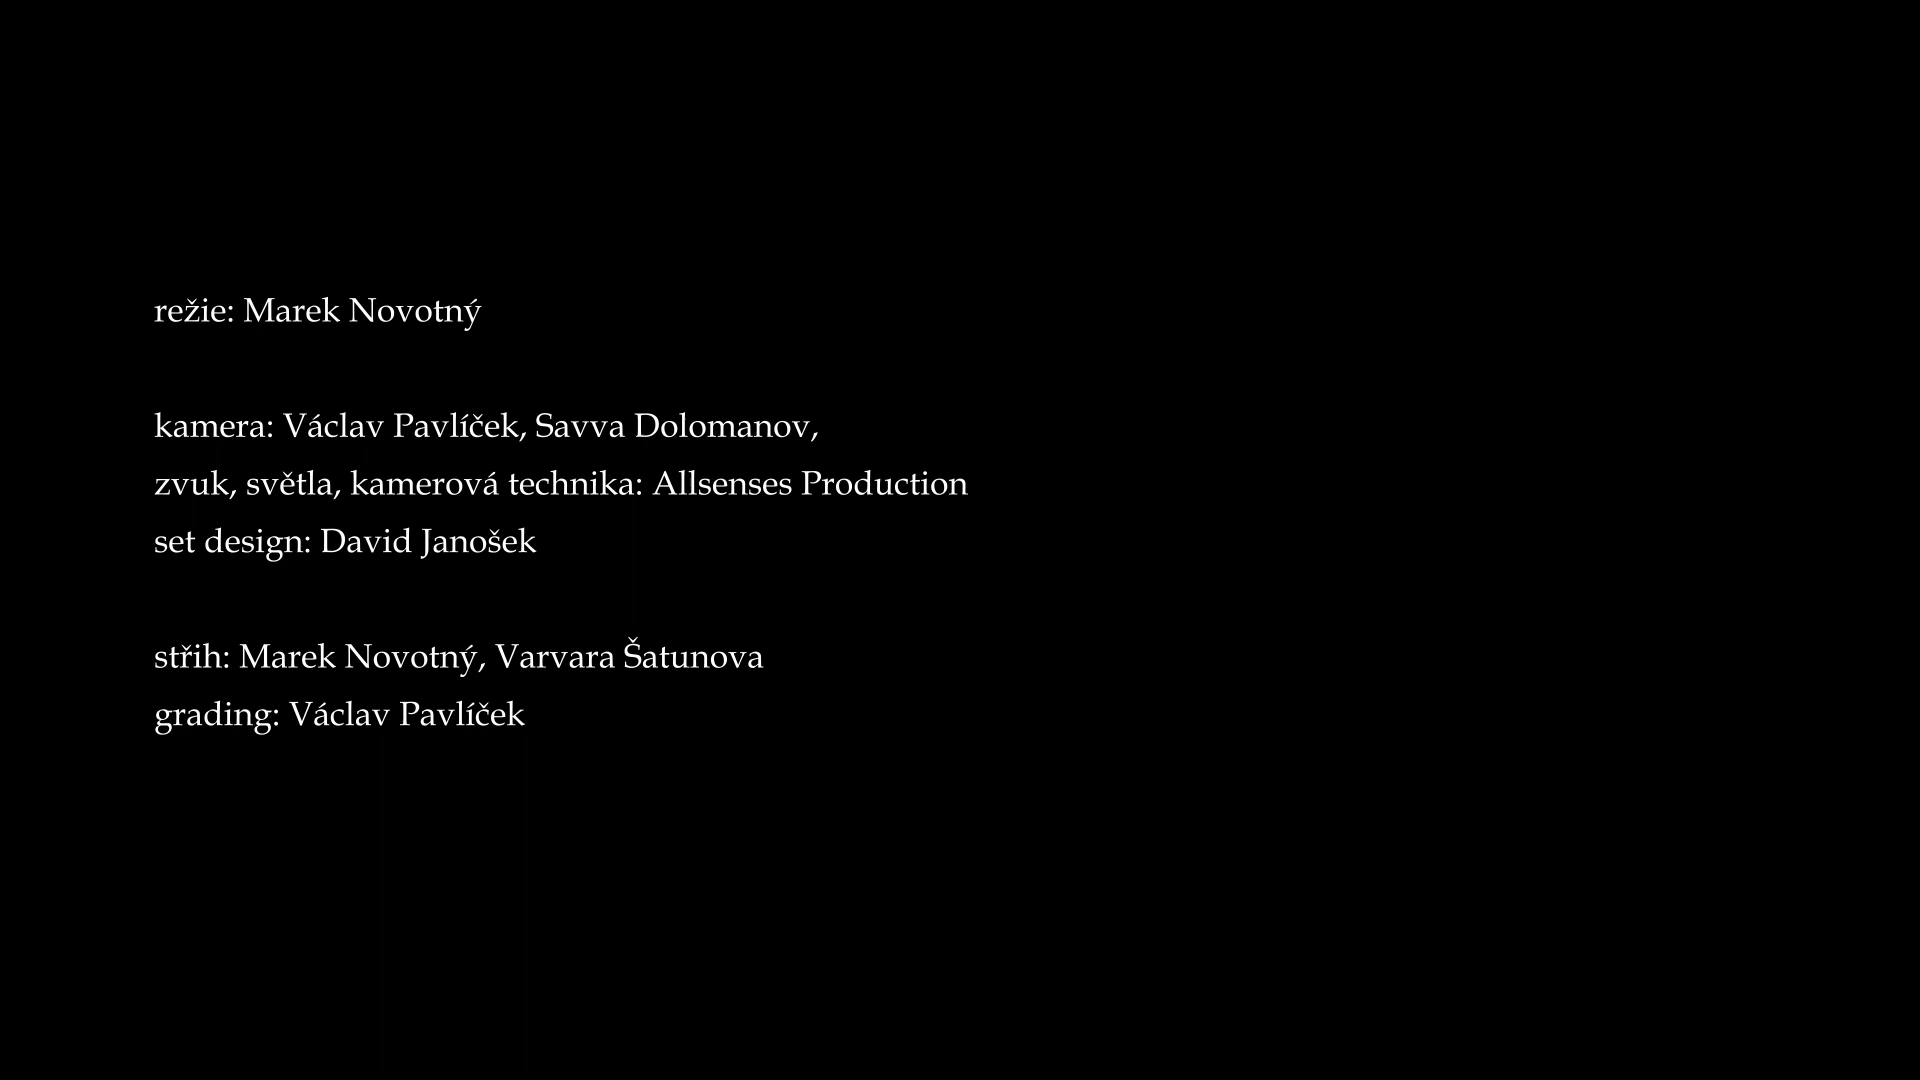 režie: Marek Novotný
kamera: Václav Pavlíček, Savva Dolomanov,
zvuk, světla, kamerová technika: Allsenses Production
set design: David Janošek
střih: Marek Novotný, Varvara Šatunova
grading: Václav Pavlíček